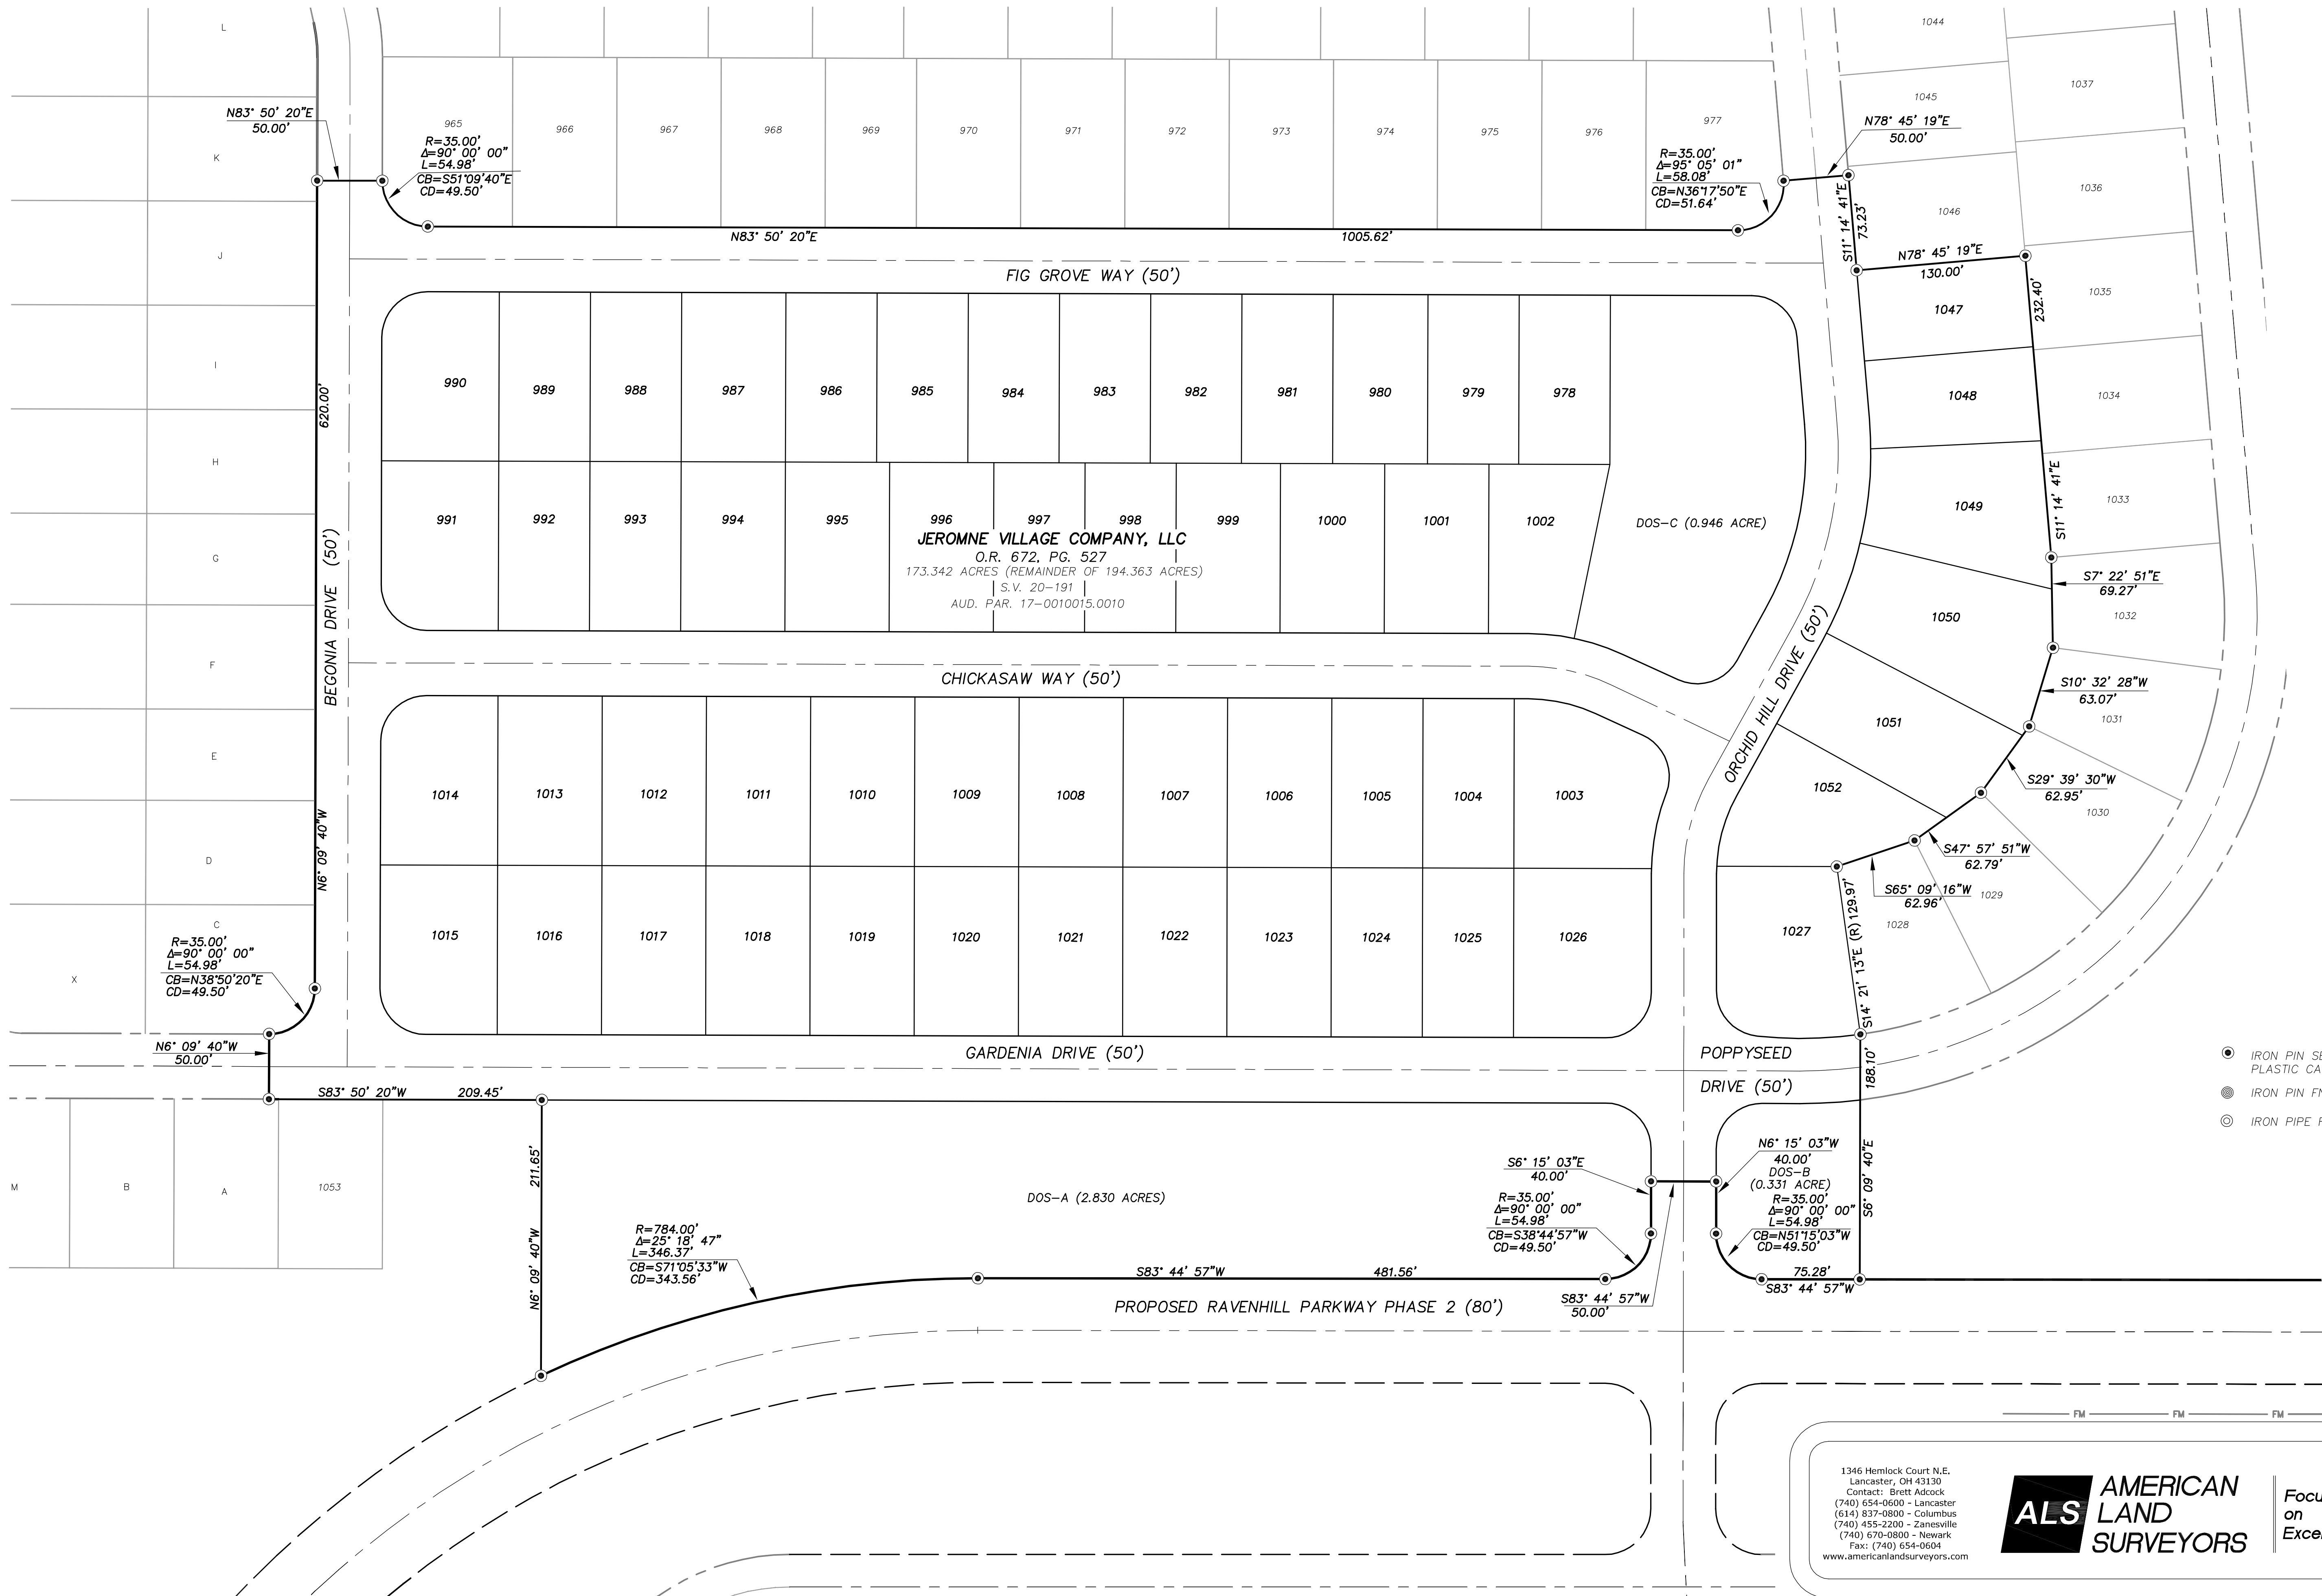 L
1044
1037
N83° 50' 20"E
50.00'
K
965
R=35.00'
Δ=90° 00' 00"
L=54.98'
CB=S51°09'40"E
CD=49.50'
966
967
968
969
970
971
972
973
974
975
976
977
R=35.00'
Δ=95° 05' 01"
L=58.08'
CB=N36°17'50"E
CD=51.64'
1045
N78° 45' 19"E
50.00'
1036
1046
S11° 14' 41"E
73.23'
N83° 50' 20"E
1005.62'
J
FIG GROVE WAY (50')
N78° 45' 19"E
130.00'
1035
232.40'
1047
I
620.00'
990
989
988
987
986
985
984
983
982
981
980
979
978
1048
1034
H
991
992
993
994
995
996
997
998
999
1000
1001
1002
DOS-C (0.946 ACRE)
1049
S11° 14' 41"E
1033
JEROMNE VILLAGE COMPANY, LLC
O.R. 672, PG. 527
173.342 ACRES (REMAINDER OF 194.363 ACRES)
S.V. 20-191
AUD. PAR. 17-0010015.0010
G
BEGONIA DRIVE (50')
S7° 22' 51"E
69.27'
1050
1032
F
CHICKASAW WAY (50')
ORCHID HILL DRIVE (50')
S10° 32' 28"W
63.07'
1051
1031
E
1014
1013
1012
1011
1010
1009
1008
1007
1006
1005
1004
1003
1052
S29° 39' 30"W
62.95'
1030
D
N6° 09' 40"W
S47° 57' 51"W
62.79'
S65° 09' 16"W
62.96'
1029
C
R=35.00'
Δ=90° 00' 00"
L=54.98'
CB=N38°50'20"E
CD=49.50'
X
1015
1016
1017
1018
1019
1020
1021
1022
1023
1024
1025
1026
1027
S14° 21' 13"E (R) 129.97'
1028
N6° 09' 40"W
50.00'
GARDENIA DRIVE (50')
POPPYSEED
DRIVE (50')
188.10'
IRON PIN SE
PLASTIC CA
IRON PIN FN
IRON PIPE F
S83° 50' 20"W
209.45'
M
B
A
1053
211.65'
N6° 09' 40"W
DOS-A (2.830 ACRES)
S6° 15' 03"E
40.00'
R=35.00'
Δ=90° 00' 00"
L=54.98'
CB=S38°44'57"W
CD=49.50'
N6° 15' 03"W
40.00'
DOS-B
(0.331 ACRE)
R=35.00'
Δ=90° 00' 00"
L=54.98'
CB=N51°15'03"W
CD=49.50'
S6° 09' 40"E
R=784.00'
Δ=25° 18' 47"
L=346.37'
CB=S71°05'33"W
CD=343.56'
S83° 44' 57"W
481.56'
75.28'
S83° 44' 57"W
S83° 44' 57"W
50.00'
PROPOSED RAVENHILL PARKWAY PHASE 2 (80')
FM
FM
FM
1346 Hemlock Court N.E.
Lancaster, OH 43130
Contact: Brett Adcock
(740) 654-0600 - Lancaster
(614) 837-0800 - Columbus
(740) 455-2200 - Zanesville
(740) 670-0800 - Newark
Fax: (740) 654-0604
www.americanlandsurveyors.com
ALS
AMERICAN
LAND
SURVEYORS
Focu
on
Excel